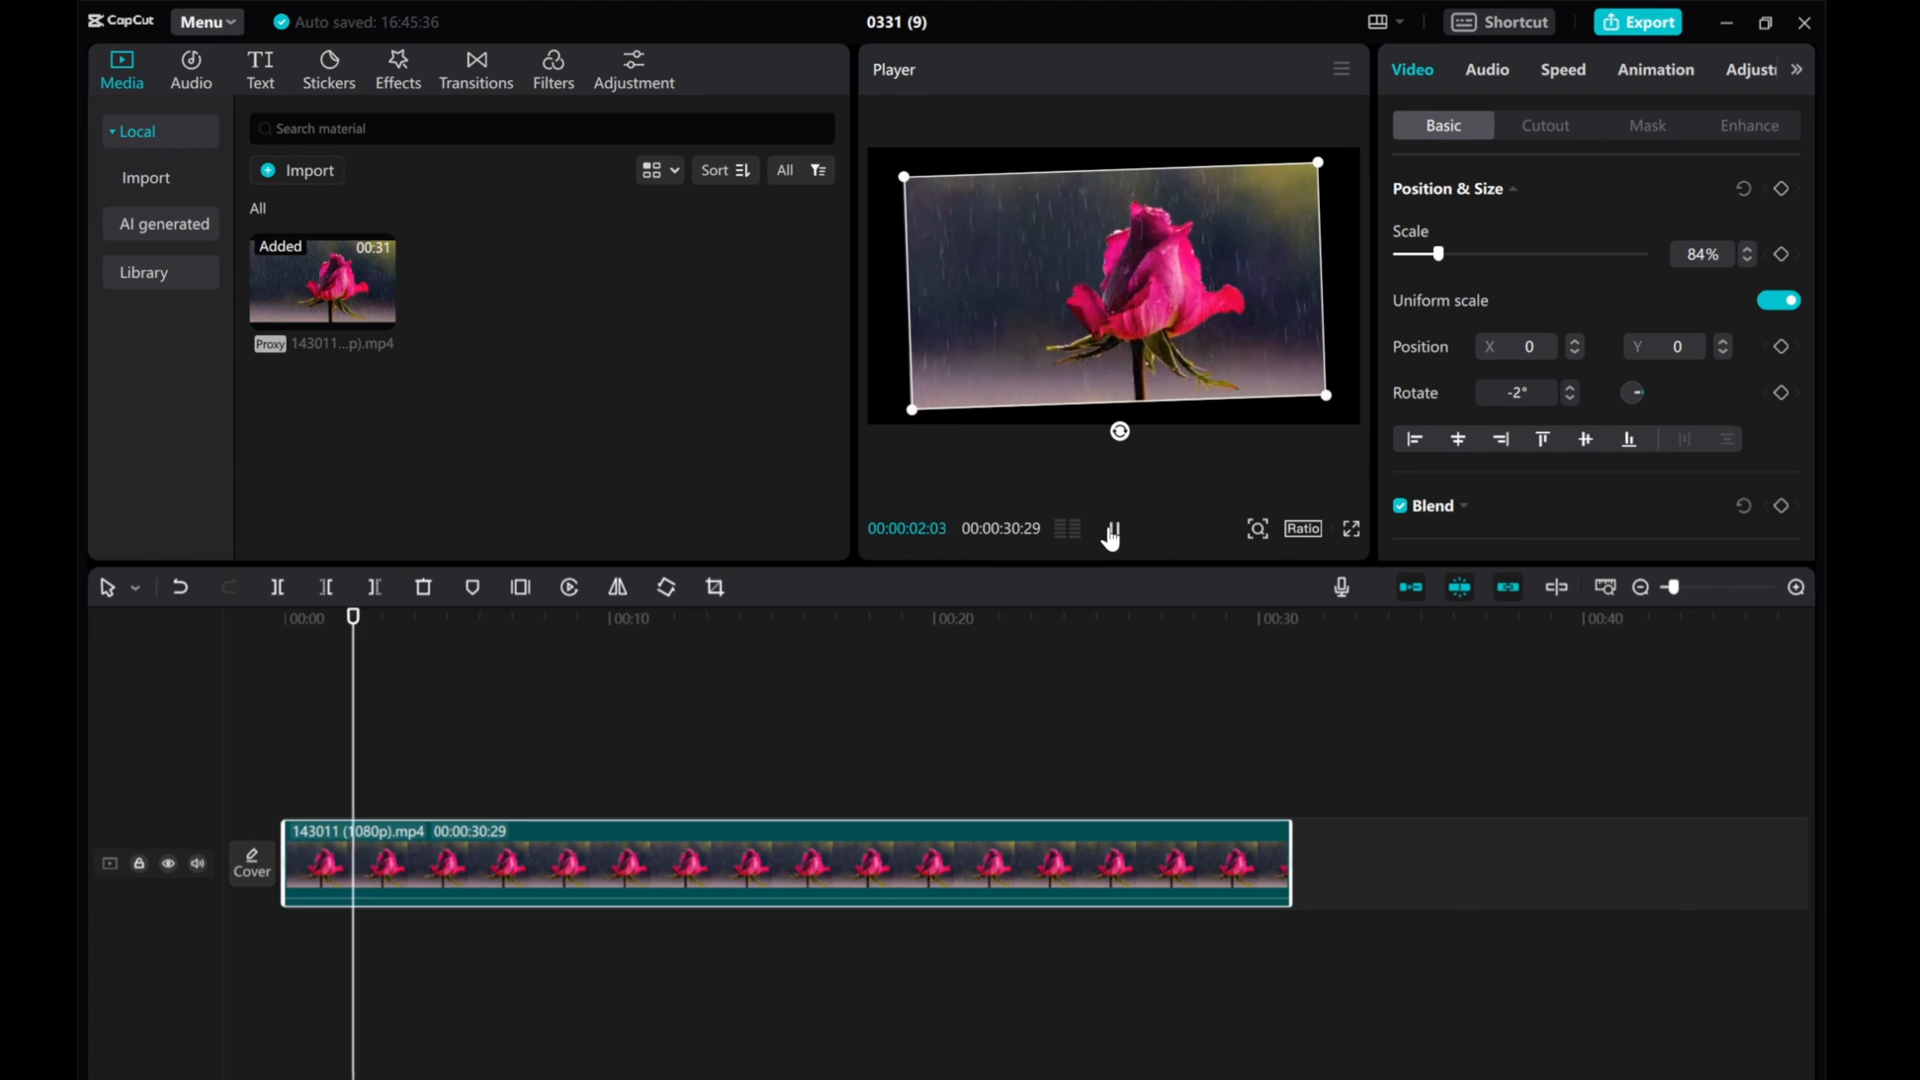 CapCut Menu Auto saved: 16:45:36 0331 (9) Shortcut Export
Media Audio Text Stickers Effects Transitions Filters Adjustment
Player
Video Audio Speed Animation Adjust
Local
Import
AI generated
Library
Search material
Import Sort All
All
Added 00:31
Proxy 143011...p).mp4
00:00:02:03 00:00:30:29 Ratio
Basic Cutout Mask Enhance
Position & Size
Scale
84%
Uniform scale
Position X 0 Y 0
Rotate -2°
Blend
00:00 00:10 00:20 00:30 00:40
143011 (1080p).mp4 00:00:30:29
Cover